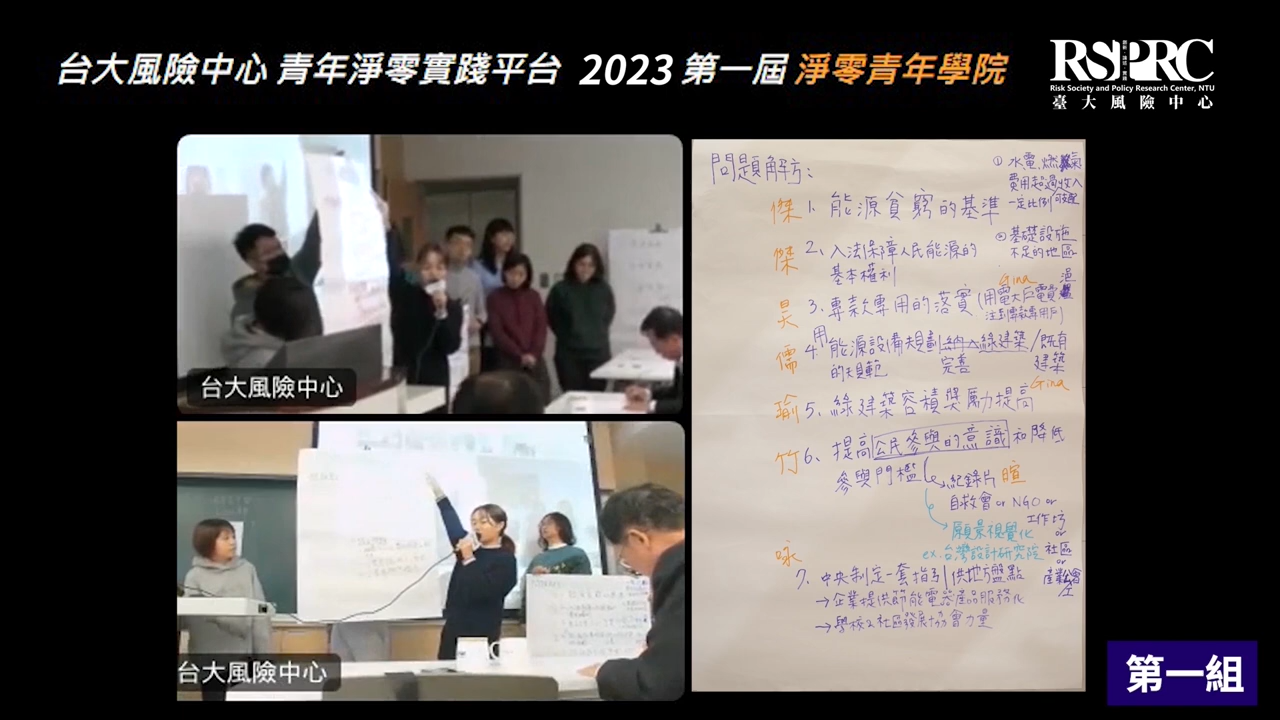 台大風險中心 青年淨零實踐平台 2023 第一屆 淨零青年學院
RSPRC
Risk Society and Policy Research Center, NTU
臺大風險中心
台大風險中心
台大風險中心
問題解方:
傑 1. 能源貧窮的基準
① 水電、燃氣
費用超過收入
一定比例
② 基礎設施
不足的地區
傑 2、入法保障人民能源的
基本權利
Gina
昊 3、專款專用的落實(用電大戶電費
注到專款專用戶)
儒 4、用能源設備規劃納入綠建築/既有
的規範 完善 建築
Gina
瑜 5、綠建築容積獎勵提高
竹 6、提高公民參與的意識和降低
參與門檻
紀錄片 暄
自救會 or NGO or
工作坊
or
社區
or
願景視覺化
ex.台灣設計研究院
詠 7、中央制定一套指引供地方盤點
→企業提供節能電器產品服務化
→學校&社區發展協會力量
第一組